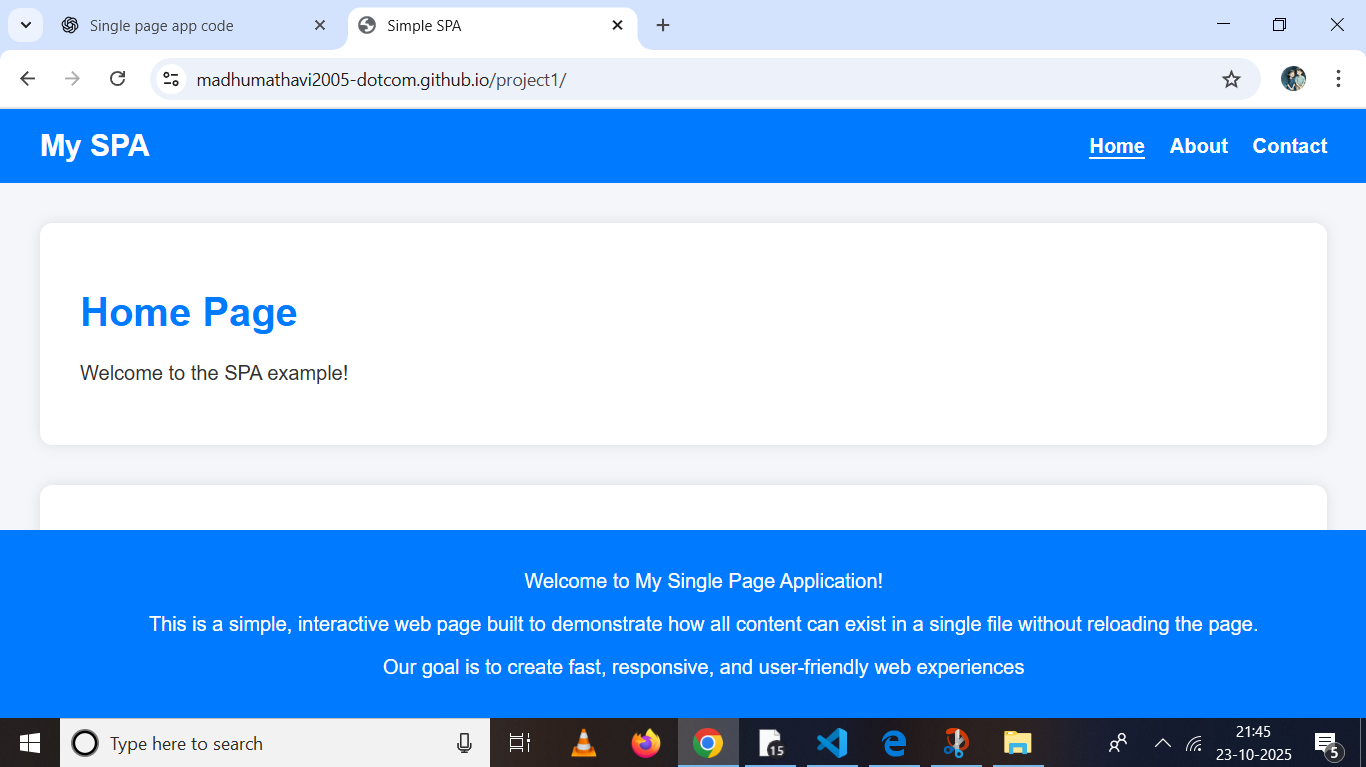 Single page app code
Simple SPA
madhumathavi2005-dotcom.github.io/project1/
My SPA
Home About Contact
Home Page
Welcome to the SPA example!
Welcome to My Single Page Application!
This is a simple, interactive web page built to demonstrate how all content can exist in a single file without reloading the page.
Our goal is to create fast, responsive, and user-friendly web experiences
Type here to search
15
21:45
23-10-2025
5